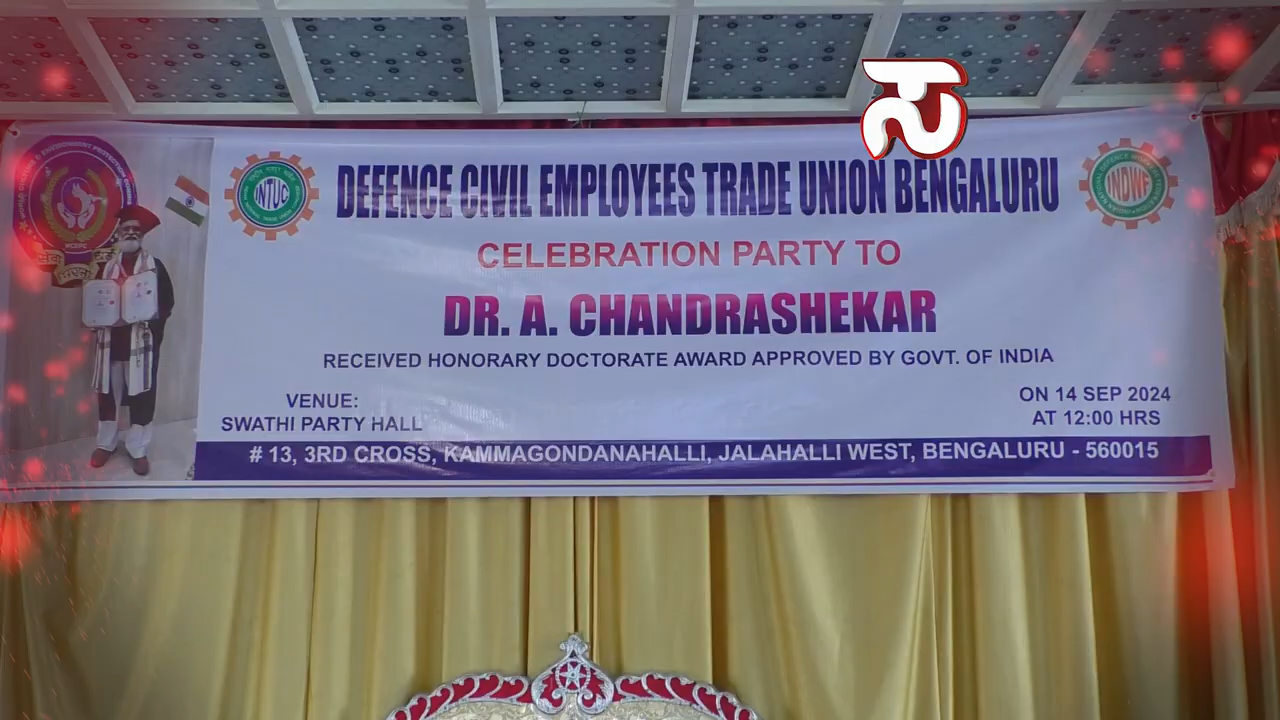 ಸ
DEFENCE CIVIL EMPLOYEES TRADE UNION BENGALURU
INTUC
INDWF
CELEBRATION PARTY TO
DR. A. CHANDRASHEKAR
RECEIVED HONORARY DOCTORATE AWARD APPROVED BY GOVT. OF INDIA
VENUE:
SWATHI PARTY HALL
ON 14 SEP 2024
AT 12:00 HRS
# 13, 3RD CROSS, KAMMAGONDANAHALLI, JALAHALLI WEST, BENGALURU - 560015